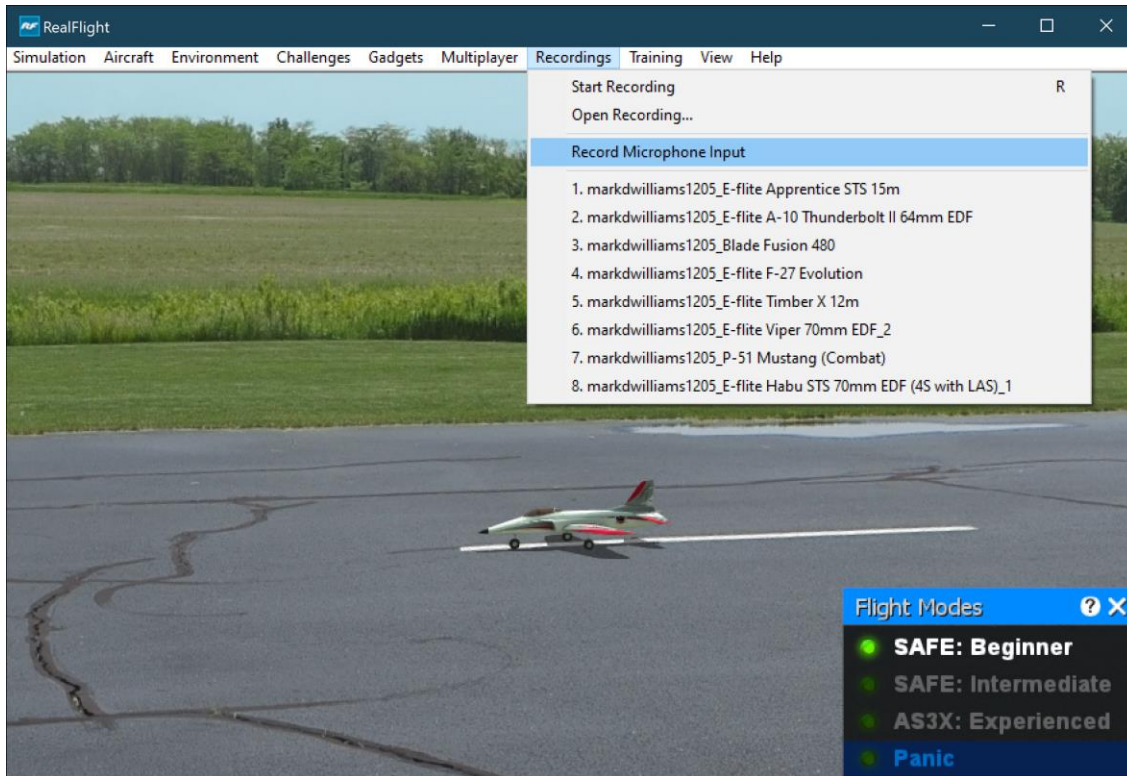 RealFlight
Simulation Aircraft Environment Challenges Gadgets Multiplayer Recordings Training View Help
Start Recording R
Open Recording...
Record Microphone Input
1. markdwilliams1205_E-flite Apprentice STS 15m
2. markdwilliams1205_E-flite A-10 Thunderbolt II 64mm EDF
3. markdwilliams1205_Blade Fusion 480
4. markdwilliams1205_E-flite F-27 Evolution
5. markdwilliams1205_E-flite Timber X 12m
6. markdwilliams1205_E-flite Viper 70mm EDF_2
7. markdwilliams1205_P-51 Mustang (Combat)
8. markdwilliams1205_E-flite Habu STS 70mm EDF (4S with LAS)_1
Flight Modes ? X
SAFE: Beginner
SAFE: Intermediate
AS3X: Experienced
Panic